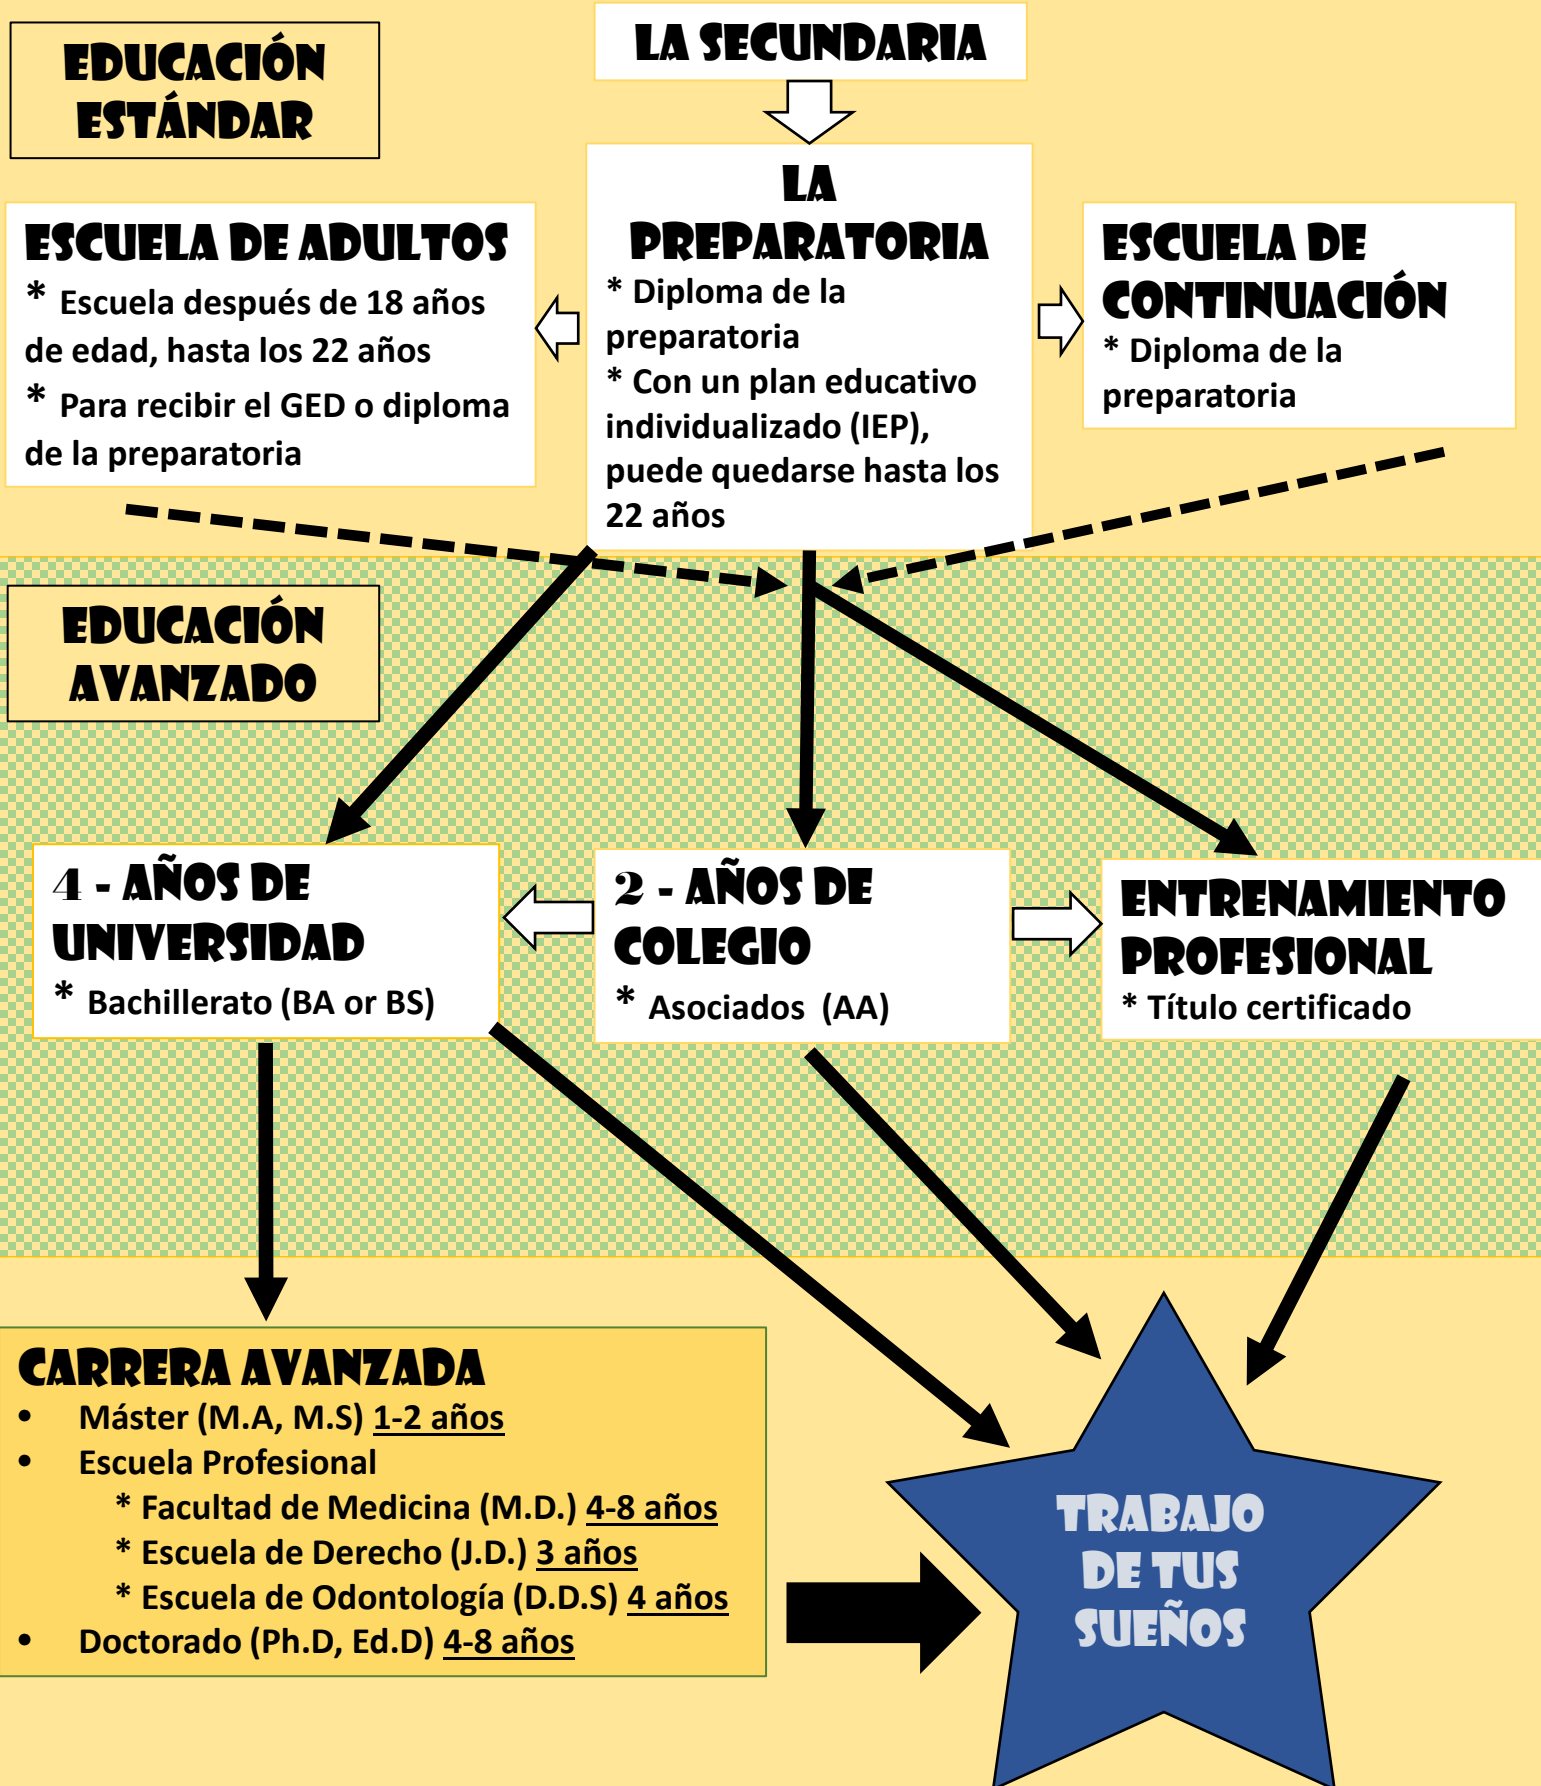 EDUCACIÓN
ESTÁNDAR
LA SECUNDARIA
ESCUELA DE ADULTOS
* Escuela después de 18 años
de edad, hasta los 22 años
* Para recibir el GED o diploma
de la preparatoria
LA
PREPARATORIA
* Diploma de la
preparatoria
* Con un plan educativo
individualizado (IEP),
puede quedarse hasta los
22 años
ESCUELA DE
CONTINUACIÓN
* Diploma de la
preparatoria
EDUCACIÓN
AVANZADO
4 - AÑOS DE
UNIVERSIDAD
* Bachillerato (BA or BS)
2 - AÑOS DE
COLEGIO
* Asociados (AA)
ENTRENAMIENTO
PROFESIONAL
* Título certificado
CARRERA AVANZADA
• Máster (M.A, M.S) 1-2 años
• Escuela Profesional
* Facultad de Medicina (M.D.) 4-8 años
* Escuela de Derecho (J.D.) 3 años
* Escuela de Odontología (D.D.S) 4 años
• Doctorado (Ph.D, Ed.D) 4-8 años
TRABAJO
DE TUS
SUEÑOS